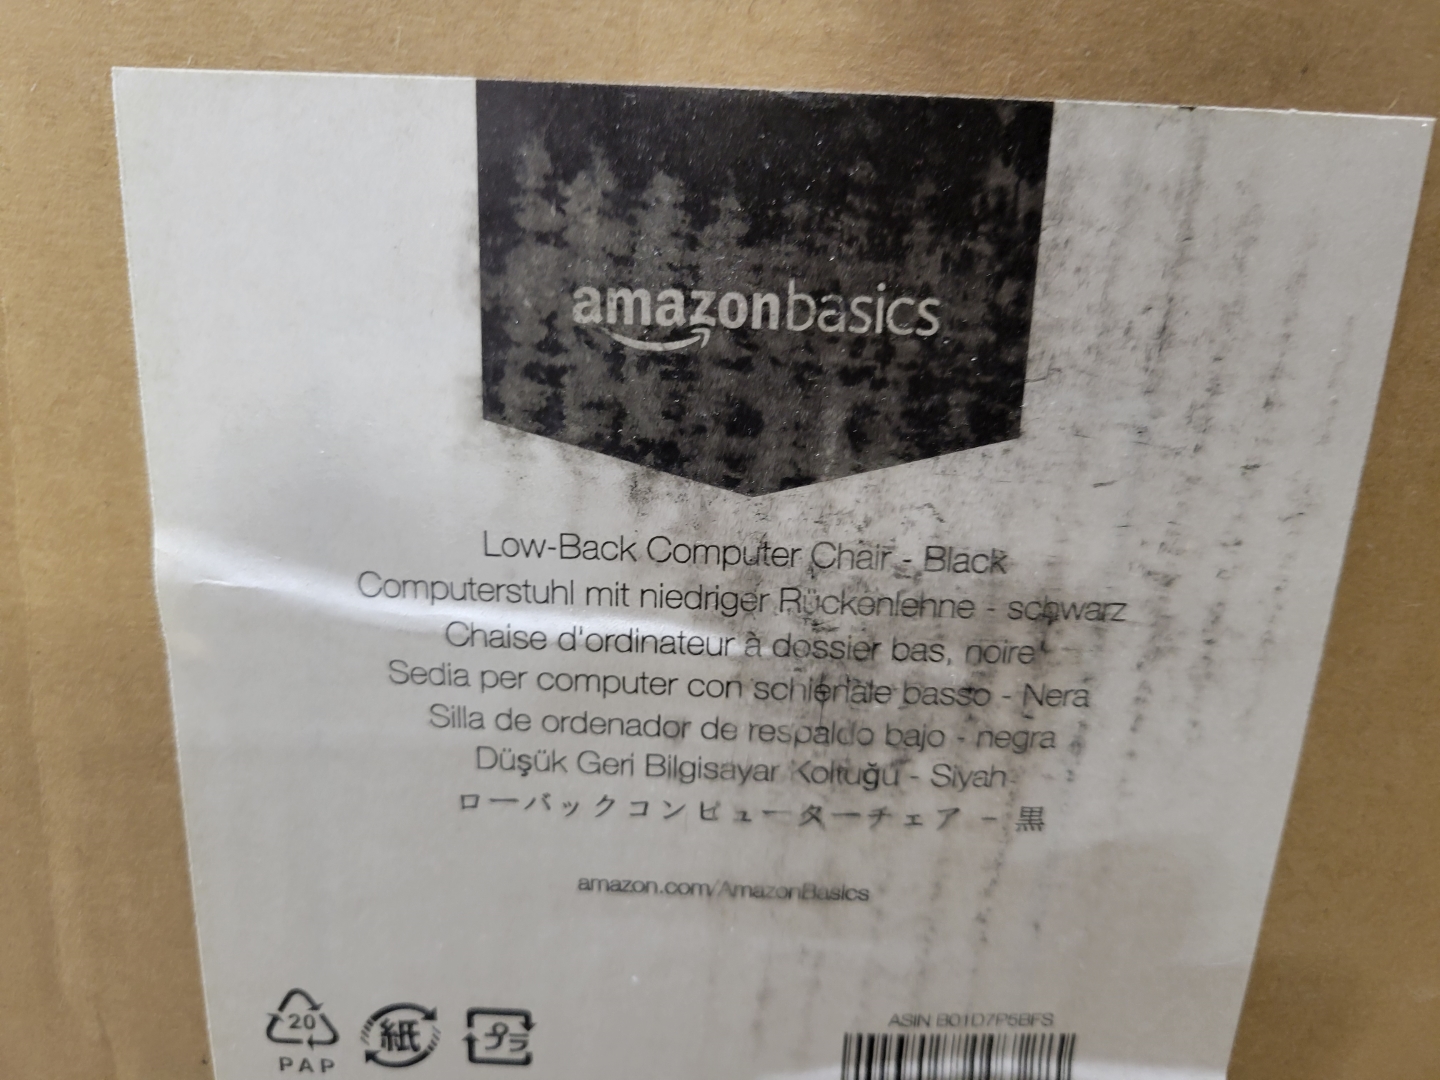 amazonbasics
Low-Back Computer Chair - Black
Computerstuhl mit niedriger Rückenlehne - schwarz
Chaise d'ordinateur à dossier bas, noire
Sedia per computer con schienale basso - Nera
Silla de ordenador de respaldo bajo - negra
Düşük Geri Bilgisayar Koltuğu - Siyah
ローバックコンピューターチェア - 黒
amazon.com/AmazonBasics
ASIN B01D7P5BFS
20 紙 プラ
PAP